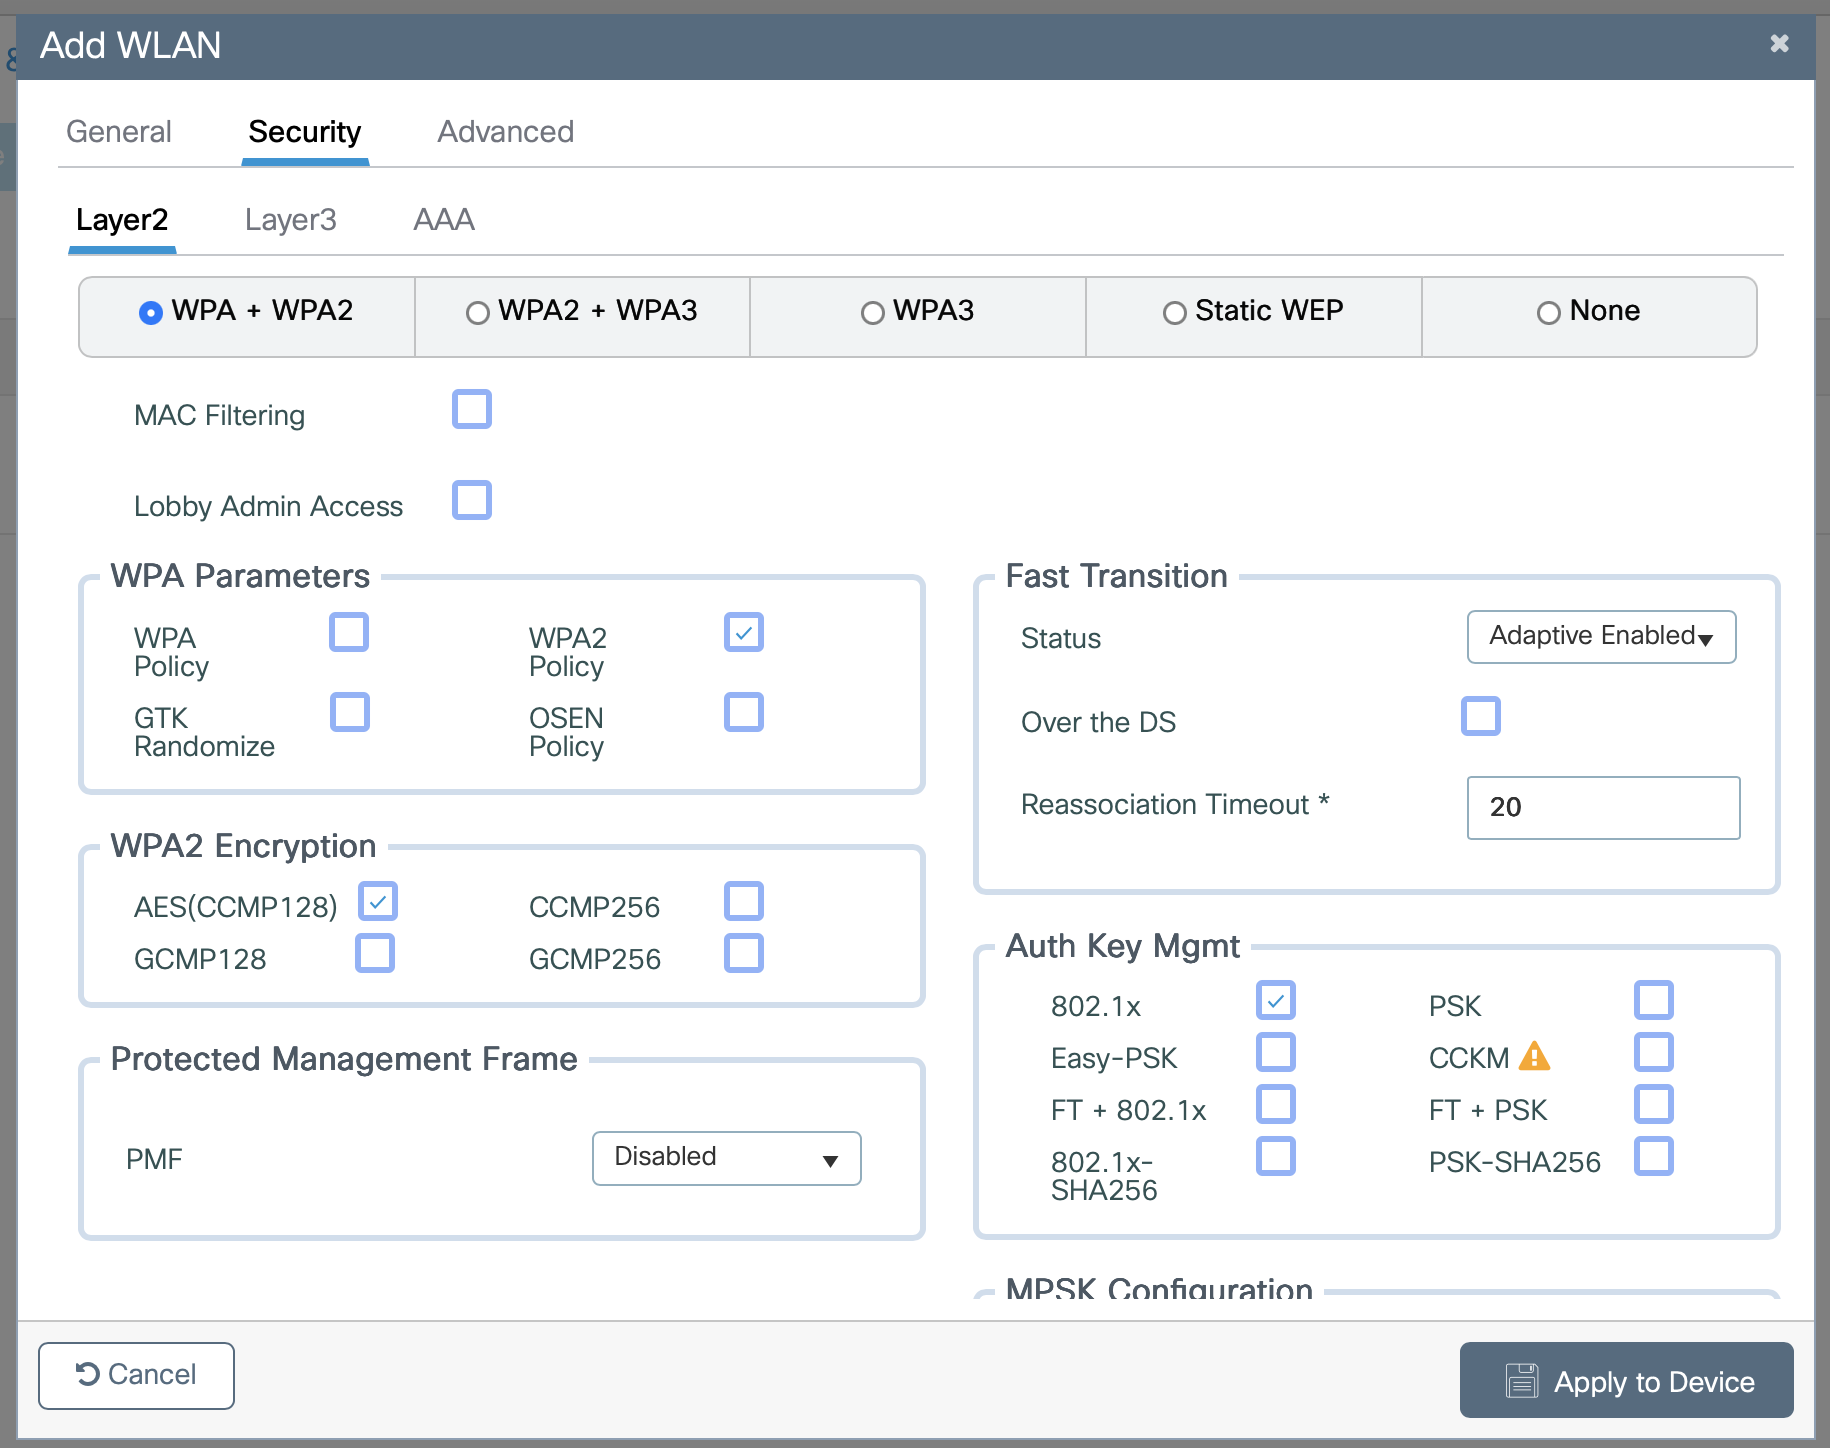 Add WLAN
General Security Advanced
Layer2 Layer3 AAA
WPA + WPA2 WPA2 + WPA3 WPA3 Static WEP None
MAC Filtering
Lobby Admin Access
WPA Parameters
WPA
Policy
WPA2
Policy
GTK
Randomize
OSEN
Policy
WPA2 Encryption
AES(CCMP128) CCMP256
GCMP128 GCMP256
Protected Management Frame
PMF Disabled
Fast Transition
Status Adaptive Enabled
Over the DS
Reassociation Timeout * 20
Auth Key Mgmt
802.1x PSK
Easy-PSK CCKM
FT + 802.1x FT + PSK
802.1x-
SHA256
PSK-SHA256
MPSK Configuration
Cancel Apply to Device